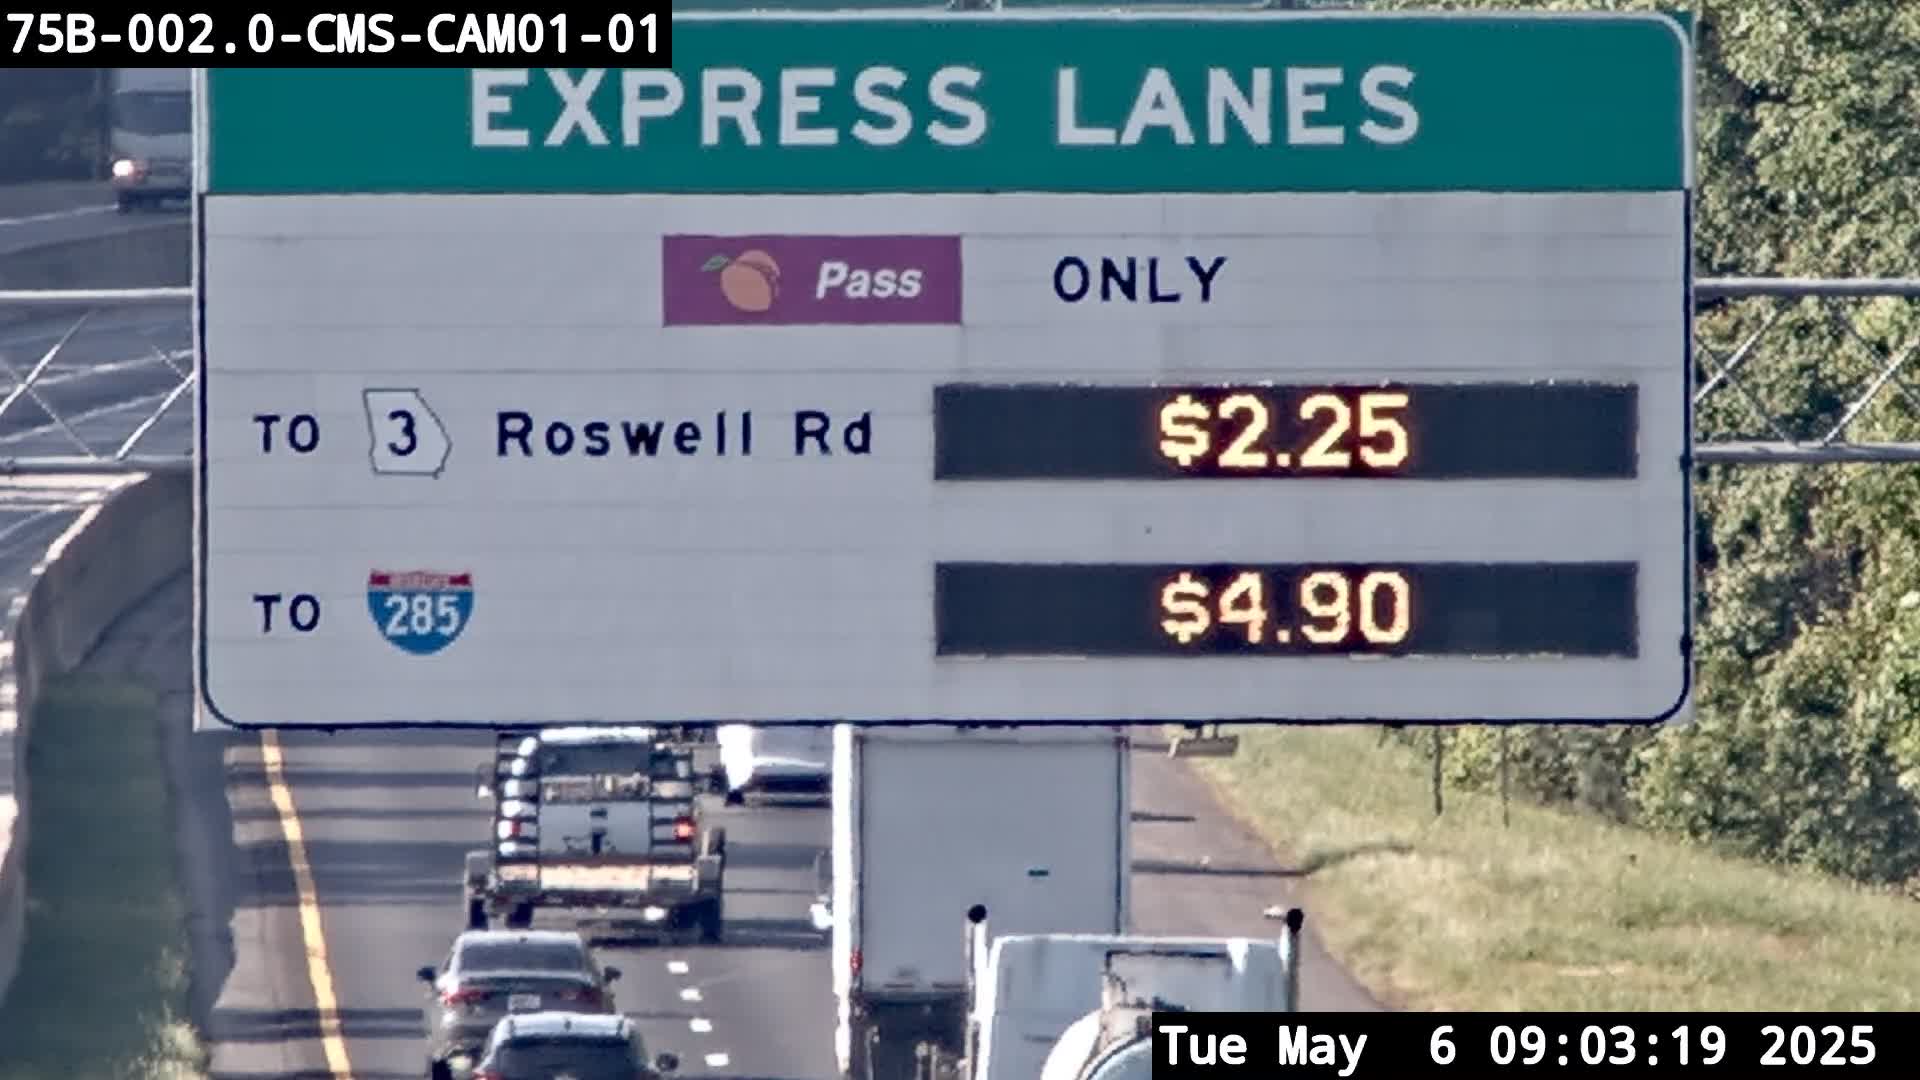 75B-002.0-CMS-CAM01-01
EXPRESS LANES
Pass ONLY
TO 3 Roswell Rd $2.25
TO 285 $4.90
Tue May 6 09:03:19 2025